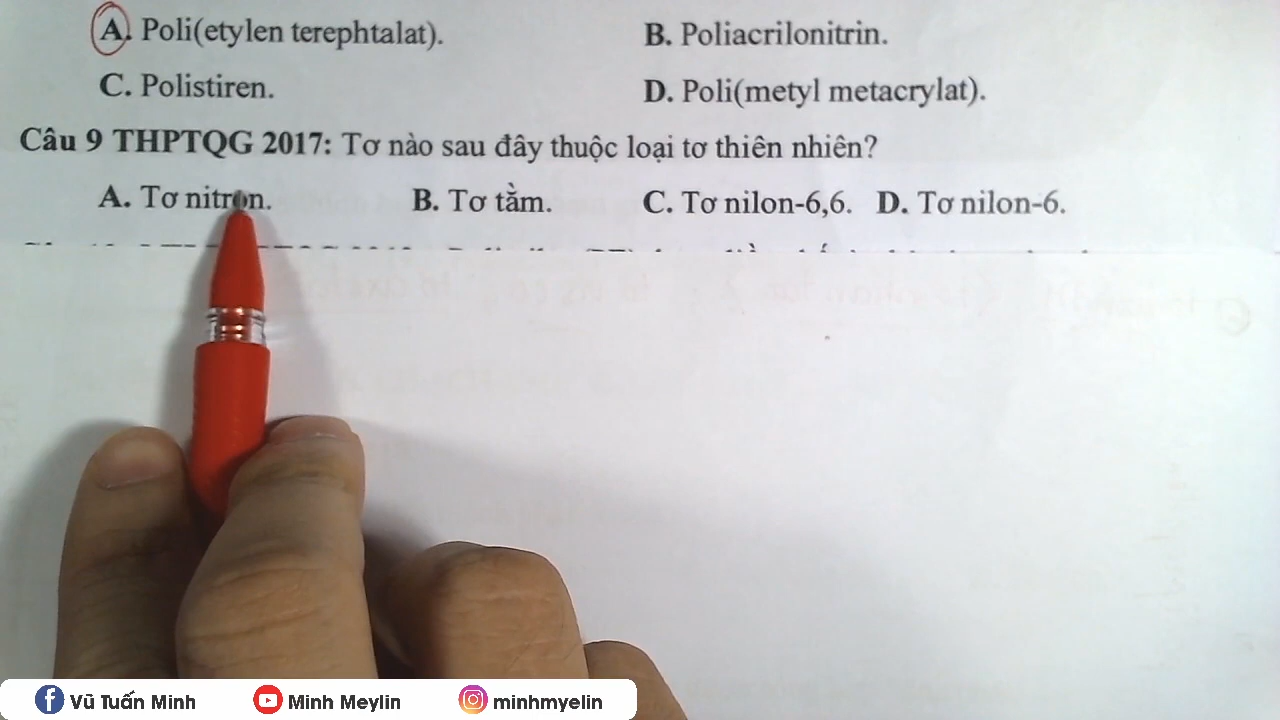 A. Poli(etylen terephtalat). B. Poliacrilonitrin.
C. Polistiren. D. Poli(metyl metacrylat).
Câu 9 THPTQG 2017: Tơ nào sau đây thuộc loại tơ thiên nhiên?
A. Tơ nitron. B. Tơ tằm. C. Tơ nilon-6,6. D. Tơ nilon-6.
Vũ Tuấn Minh Minh Meylin minhmyelin